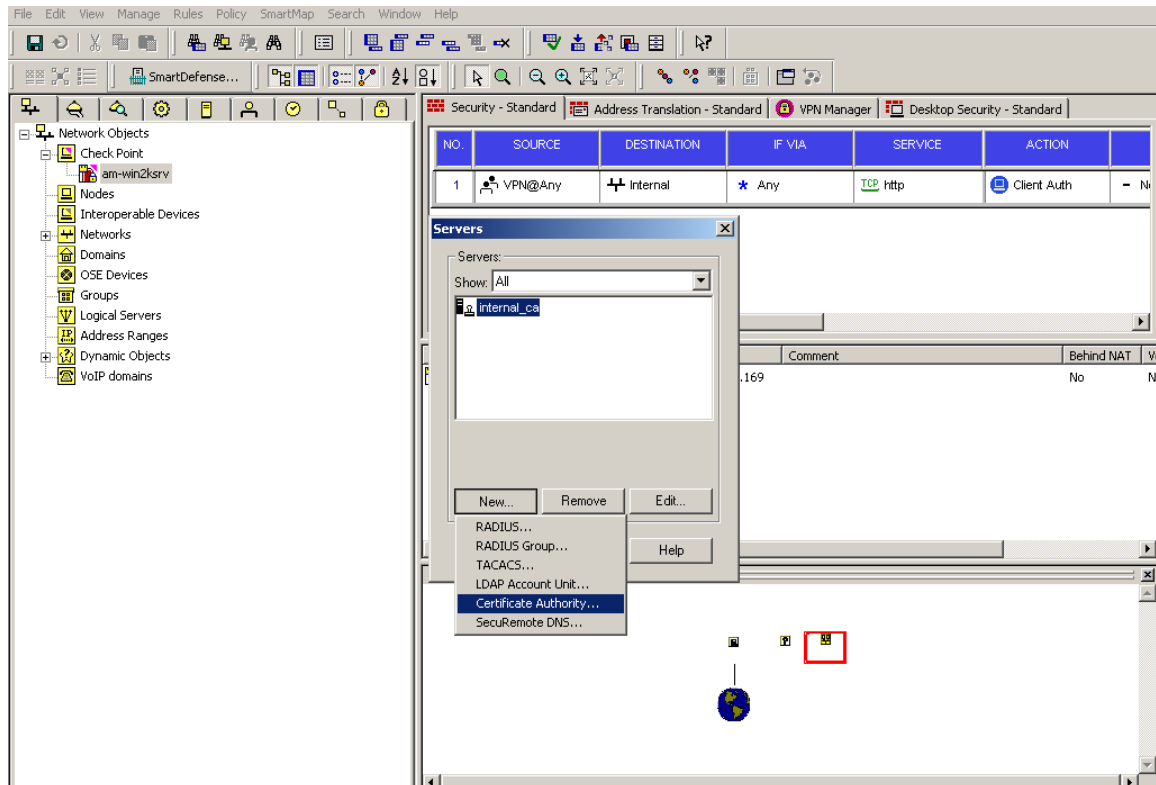 File Edit View Manage Rules Policy SmartMap Search Window Help
SmartDefense...
Security - Standard Address Translation - Standard VPN Manager Desktop Security - Standard
Network Objects
Check Point
am-win2ksrv
Nodes
Interoperable Devices
Networks
Domains
OSE Devices
Groups
Logical Servers
Address Ranges
Dynamic Objects
VoIP domains
NO. SOURCE DESTINATION IF VIA SERVICE ACTION
1 VPN@Any Internal * Any TCP http Client Auth - N
Servers
Servers:
Show: All
internal_ca
New... Remove Edit...
Help
RADIUS...
RADIUS Group...
TACACS...
LDAP Account Unit...
Certificate Authority...
SecuRemote DNS...
Comment Behind NAT V
.169 No N